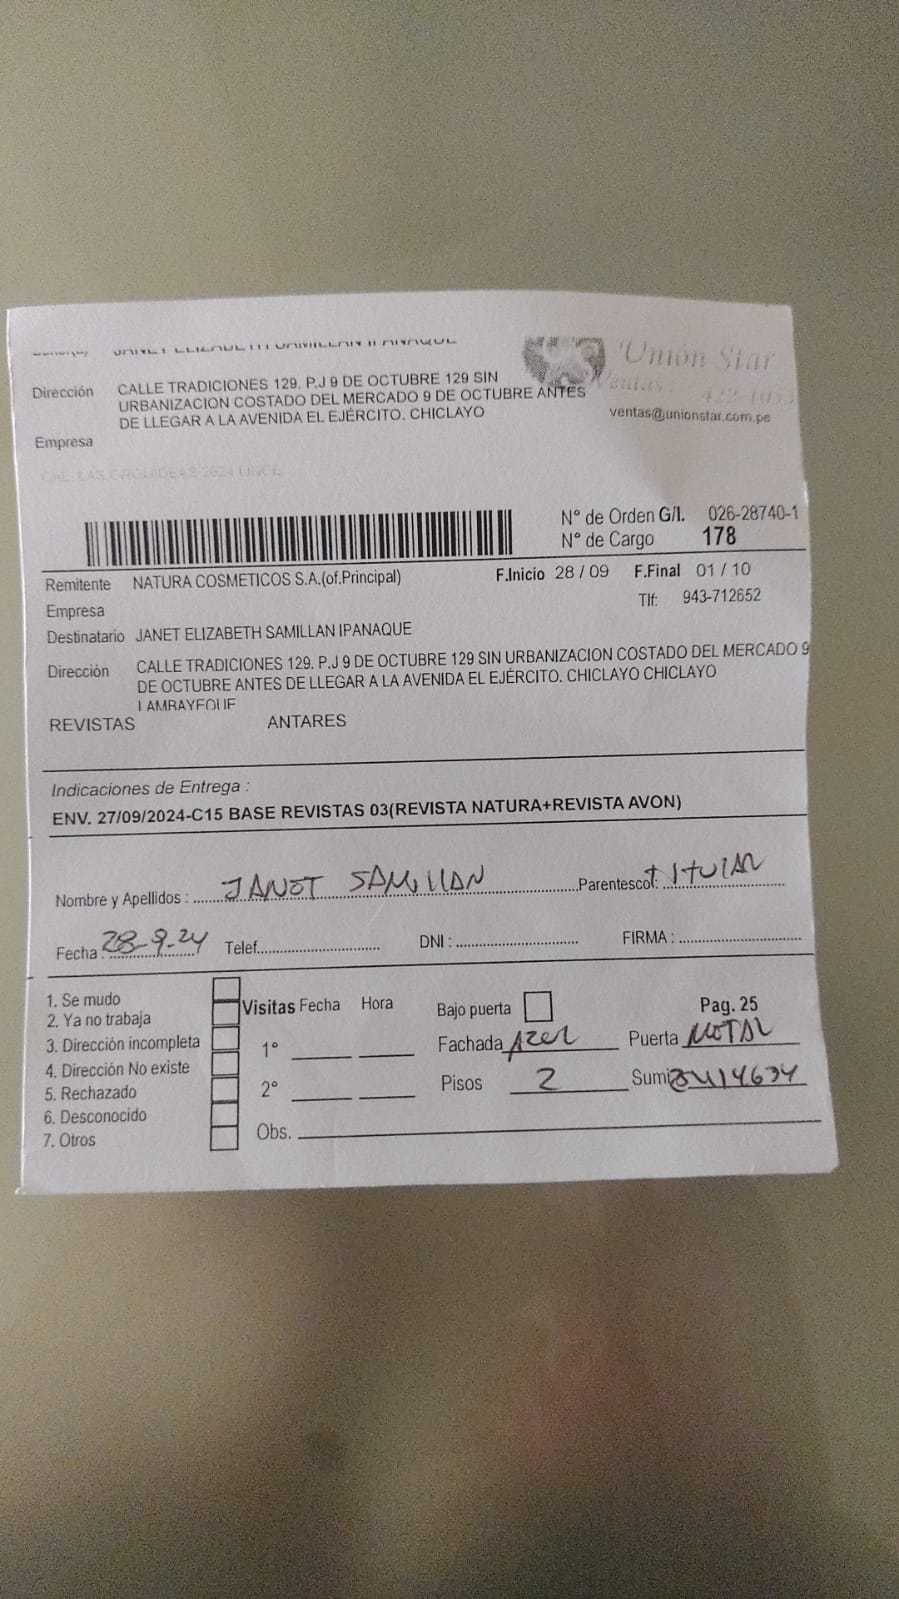 JANET ELIZABETH SAMILLAN IPANAQUE
Unión Star
Dirección CALLE TRADICIONES 129. P.J 9 DE OCTUBRE 129 SIN
URBANIZACION COSTADO DEL MERCADO 9 DE OCTUBRE ANTES
DE LLEGAR A LA AVENIDA EL EJÉRCITO. CHICLAYO
Ventas
ventas@unionstar.com.pe
Empresa
N° de Orden G/I. 026-28740-1
N° de Cargo 178
Remitente NATURA COSMETICOS S.A.(of.Principal) F.Inicio 28 / 09 F.Final 01 / 10
Empresa Tlf: 943-712652
Destinatario JANET ELIZABETH SAMILLAN IPANAQUE
Dirección CALLE TRADICIONES 129. P.J 9 DE OCTUBRE 129 SIN URBANIZACION COSTADO DEL MERCADO 9
DE OCTUBRE ANTES DE LLEGAR A LA AVENIDA EL EJÉRCITO. CHICLAYO CHICLAYO
LAMBAYEQUE
REVISTAS ANTARES
Indicaciones de Entrega :
ENV. 27/09/2024-C15 BASE REVISTAS 03(REVISTA NATURA+REVISTA AVON)
Nombre y Apellidos : JANET SAMILLAN Parentesco: TITULAR
Fecha : 28-9-24 Telef. DNI : FIRMA :
1. Se mudo
2. Ya no trabaja
3. Dirección incompleta
4. Dirección No existe
5. Rechazado
6. Desconocido
7. Otros
Visitas Fecha Hora
1°
2°
Obs.
Bajo puerta Pag. 25
Fachada Puerta METAL
Pisos 2 Sumi